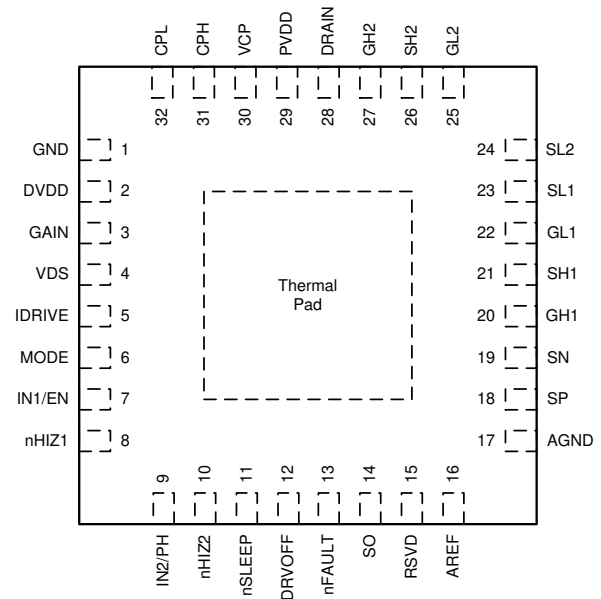 CPL
CPH
VCP
PVDD
DRAIN
GH2
SH2
GL2
32
31
30
29
28
27
26
25
GND 1
DVDD 2
GAIN 3
VDS 4
IDRIVE 5
MODE 6
IN1/EN 7
nHIZ1 8
Thermal
Pad
24 SL2
23 SL1
22 GL1
21 SH1
20 GH1
19 SN
18 SP
17 AGND
9
10
11
12
13
14
15
16
IN2/PH
nHIZ2
nSLEEP
DRVOFF
nFAULT
SO
RSVD
AREF